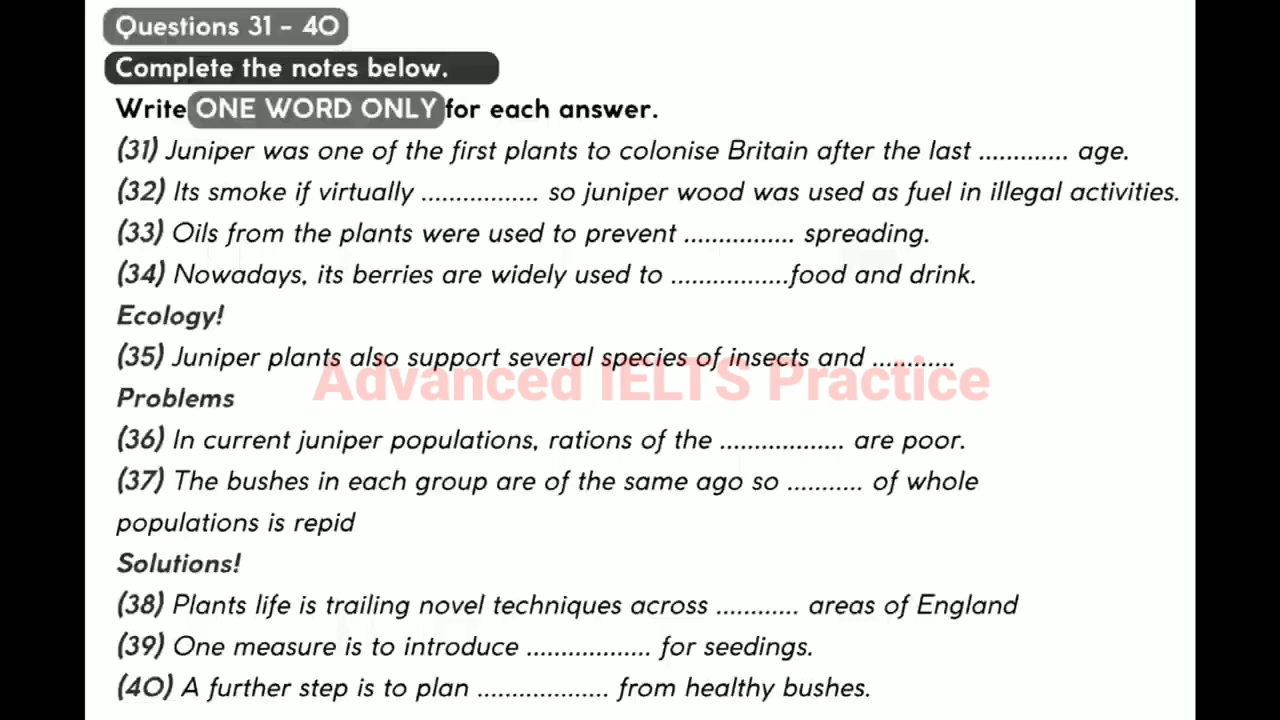 Questions 31 - 40
Complete the notes below.
Write ONE WORD ONLY for each answer.
(31) Juniper was one of the first plants to colonise Britain after the last ............. age.
(32) Its smoke if virtually ................. so juniper wood was used as fuel in illegal activities.
(33) Oils from the plants were used to prevent ................ spreading.
(34) Nowadays, its berries are widely used to .................food and drink.
Ecology!
(35) Juniper plants also support several species of insects and ............
Advanced IELTS Practice
Problems
(36) In current juniper populations, rations of the .................. are poor.
(37) The bushes in each group are of the same ago so ........... of whole
populations is repid
Solutions!
(38) Plants life is trailing novel techniques across ............ areas of England
(39) One measure is to introduce .................. for seedings.
(40) A further step is to plan ................... from healthy bushes.